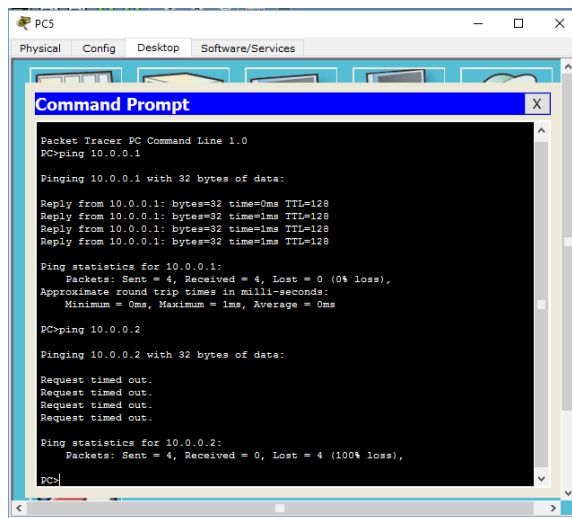 PC5
Physical Config Desktop Software/Services
Command Prompt
X
Packet Tracer PC Command Line 1.0
PC>ping 10.0.0.1
Pinging 10.0.0.1 with 32 bytes of data:
Reply from 10.0.0.1: bytes=32 time=0ms TTL=128
Reply from 10.0.0.1: bytes=32 time=1ms TTL=128
Reply from 10.0.0.1: bytes=32 time=1ms TTL=128
Reply from 10.0.0.1: bytes=32 time=1ms TTL=128
Ping statistics for 10.0.0.1:
Packets: Sent = 4, Received = 4, Lost = 0 (0% loss),
Approximate round trip times in milli-seconds:
Minimum = 0ms, Maximum = 1ms, Average = 0ms
PC>ping 10.0.0.2
Pinging 10.0.0.2 with 32 bytes of data:
Request timed out.
Request timed out.
Request timed out.
Request timed out.
Ping statistics for 10.0.0.2:
Packets: Sent = 4, Received = 0, Lost = 4 (100% loss),
PC>